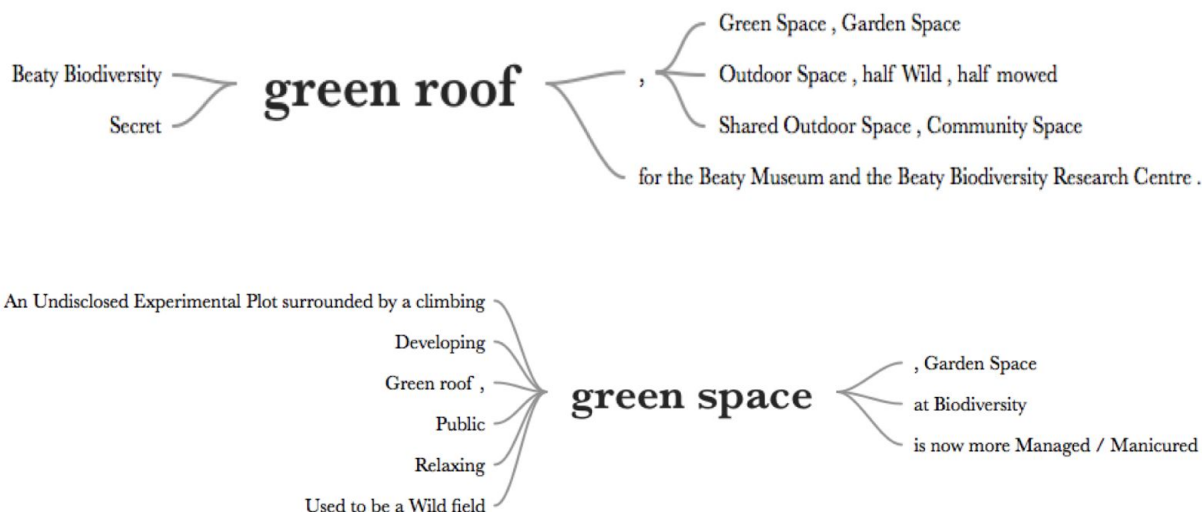 Beaty Biodiversity
Secret
green roof
,
Green Space , Garden Space
Outdoor Space , half Wild , half mowed
Shared Outdoor Space , Community Space
for the Beaty Museum and the Beaty Biodiversity Research Centre .
An Undisclosed Experimental Plot surrounded by a climbing
Developing
Green roof ,
Public
Relaxing
Used to be a Wild field
green space
, Garden Space
at Biodiversity
is now more Managed / Manicured